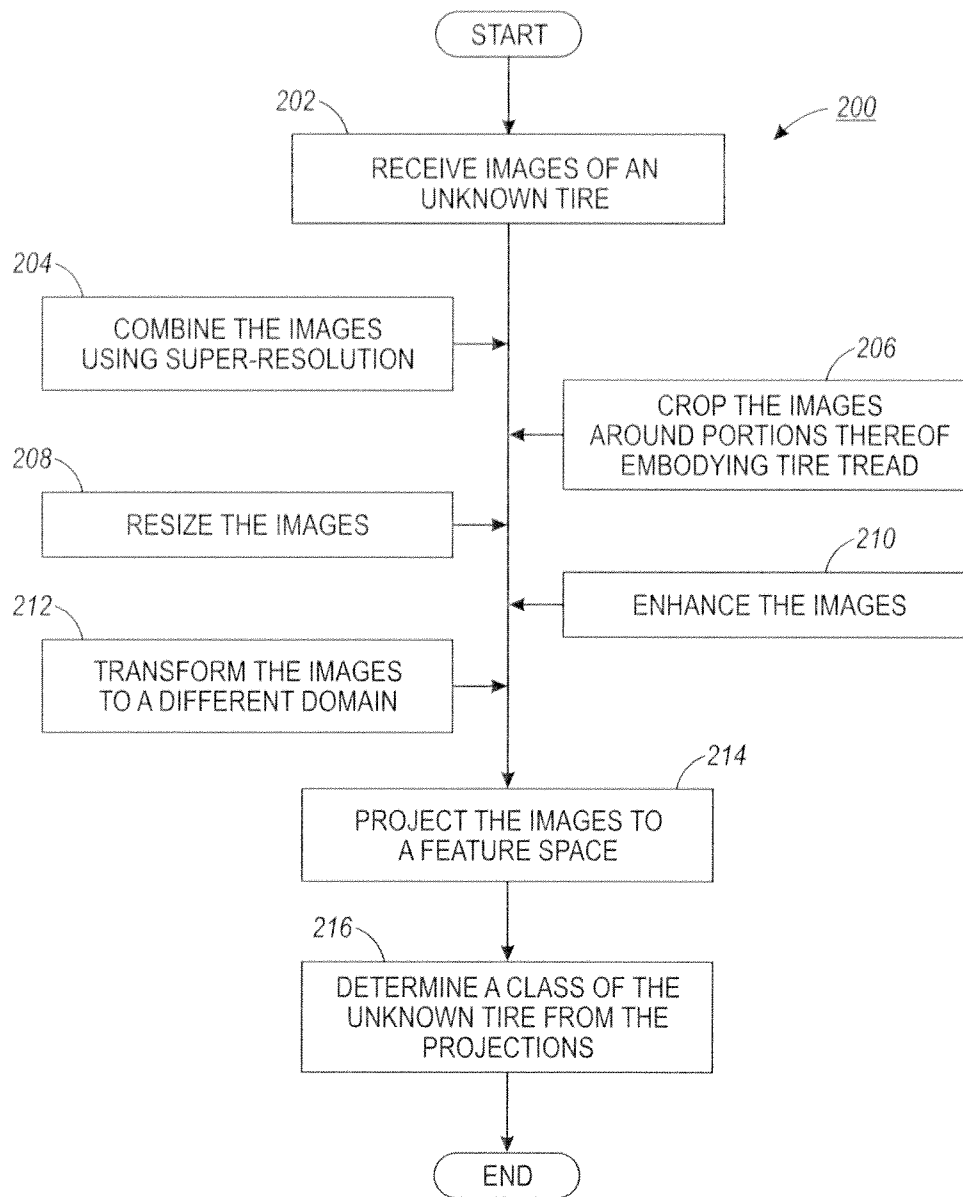 START
202
200
RECEIVE IMAGES OF AN
UNKNOWN TIRE
204
COMBINE THE IMAGES
USING SUPER-RESOLUTION
206
CROP THE IMAGES
AROUND PORTIONS THEREOF
EMBODYING TIRE TREAD
208
RESIZE THE IMAGES
210
ENHANCE THE IMAGES
212
TRANSFORM THE IMAGES
TO A DIFFERENT DOMAIN
214
PROJECT THE IMAGES TO
A FEATURE SPACE
216
DETERMINE A CLASS OF THE
UNKNOWN TIRE FROM THE
PROJECTIONS
END